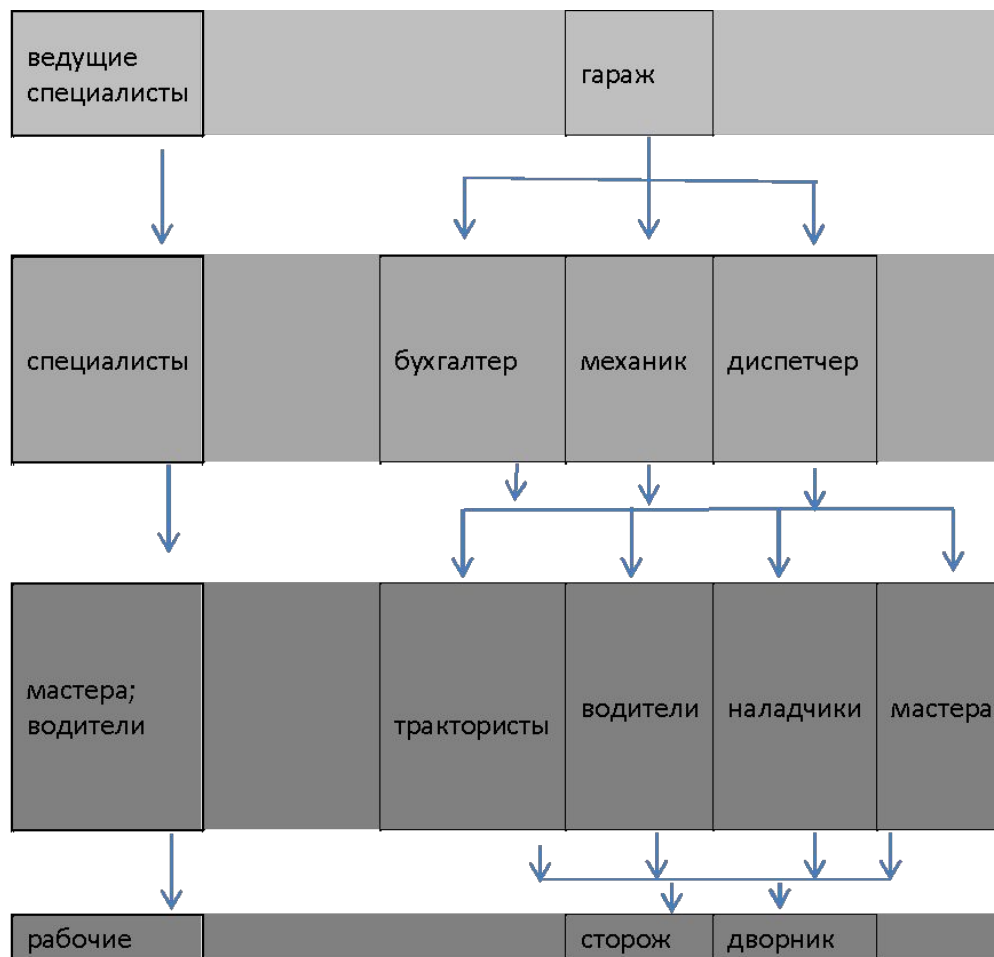 ведущие
специалисты
гараж
специалисты
бухгалтер
механик
диспетчер
мастера;
водители
трактористы
водители
наладчики
мастера
рабочие
сторож
дворник